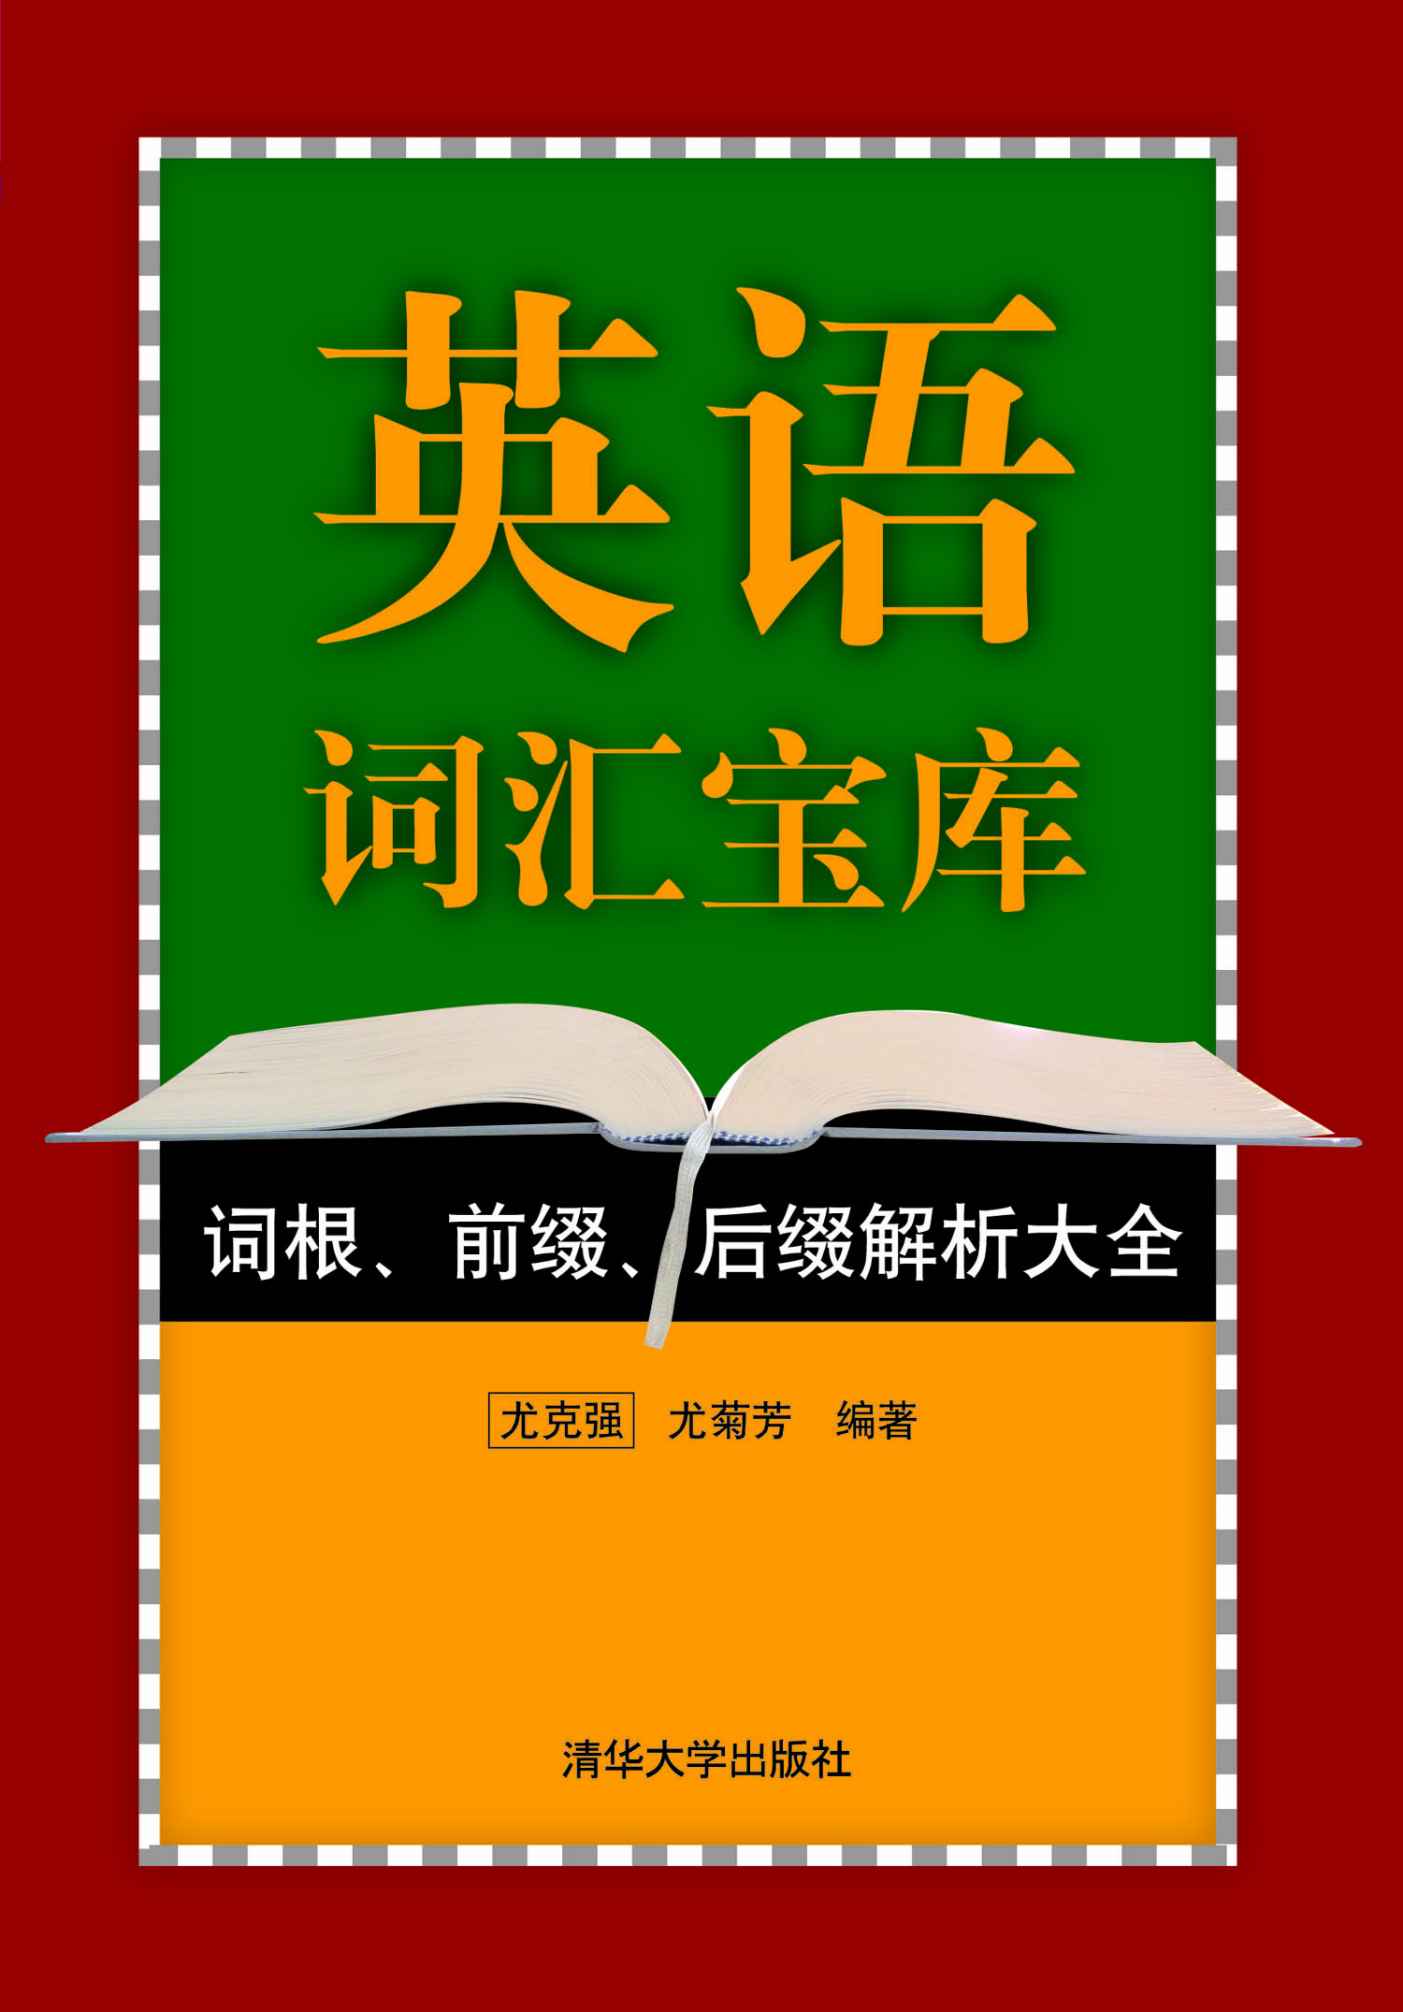 英语
词汇宝库
词根、前缀、后缀解析大全
尤克强 尤菊芳 编著
清华大学出版社